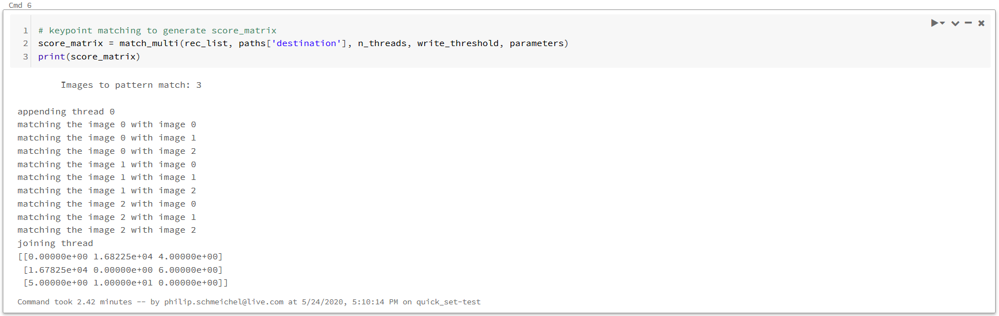 Cmd 6
1 # keypoint matching to generate score_matrix
2 score_matrix = match_multi(rec_list, paths['destination'], n_threads, write_threshold, parameters)
3 print(score_matrix)
Images to pattern match: 3
appending thread 0
matching the image 0 with image 0
matching the image 0 with image 1
matching the image 0 with image 2
matching the image 1 with image 0
matching the image 1 with image 1
matching the image 1 with image 2
matching the image 2 with image 0
matching the image 2 with image 1
matching the image 2 with image 2
joining thread
[[0.00000e+00 1.68225e+04 4.00000e+00]
[1.67825e+04 0.00000e+00 6.00000e+00]
[5.00000e+00 1.00000e+01 0.00000e+00]]
Command took 2.42 minutes -- by philip.schmeichel@live.com at 5/24/2020, 5:10:14 PM on quick_set-test